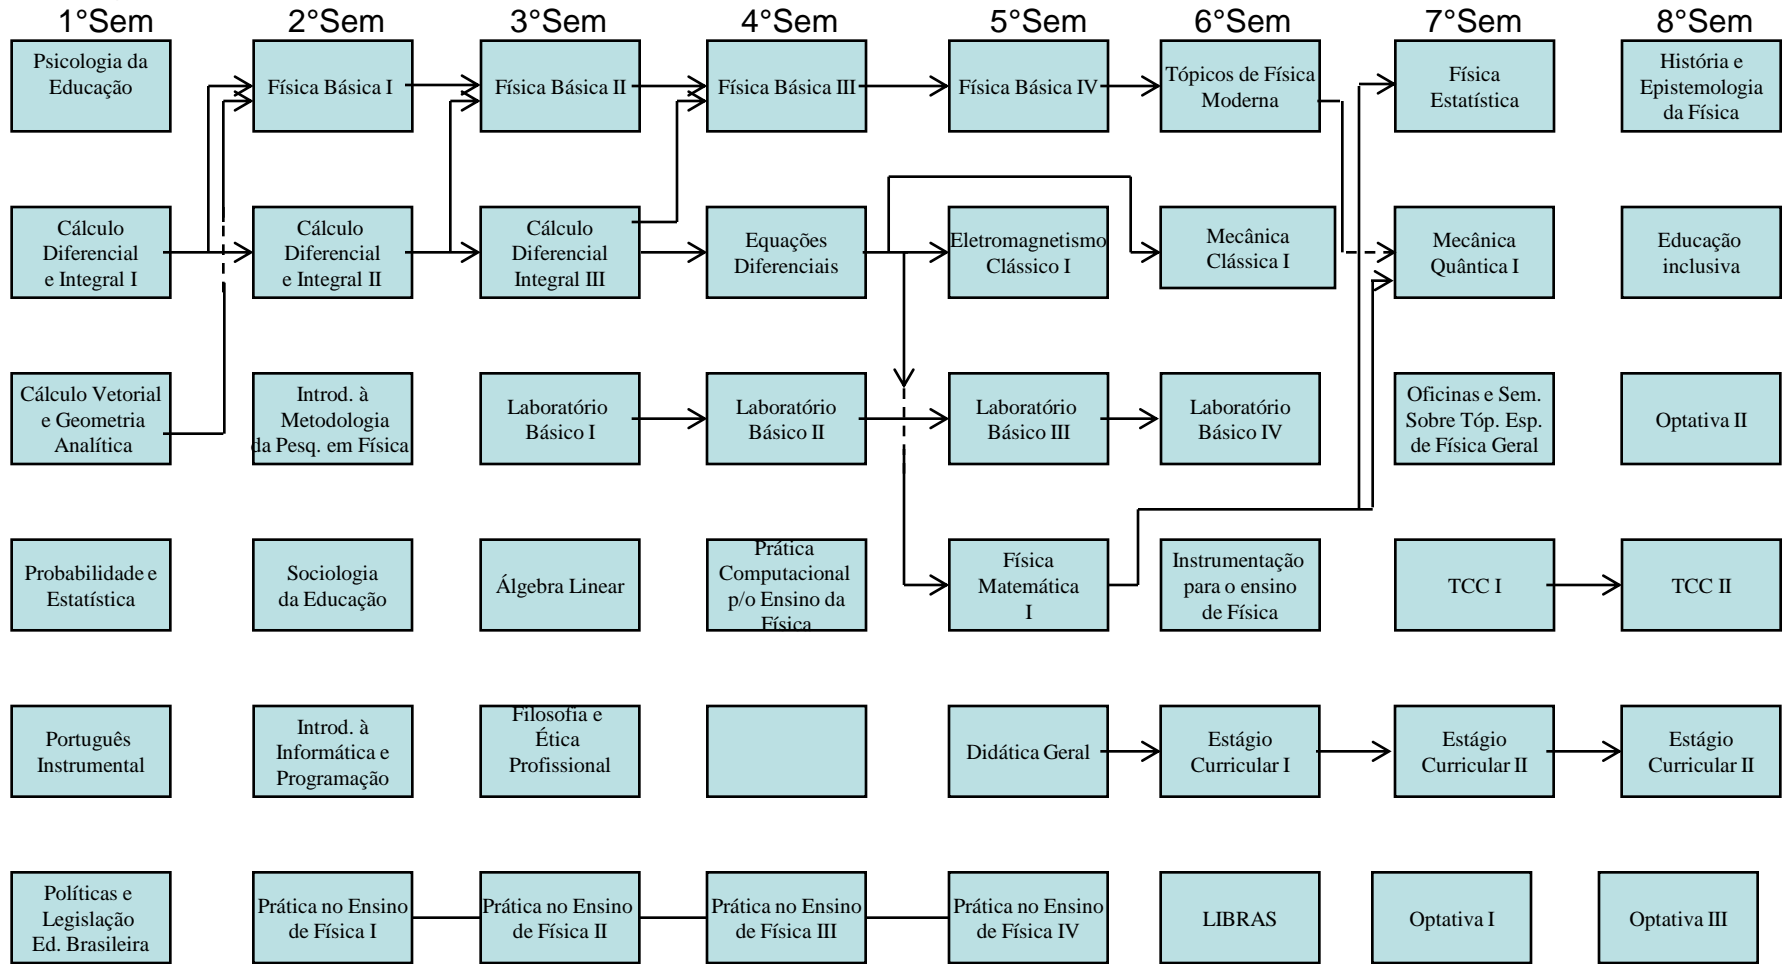 1°Sem
2°Sem
3°Sem
4°Sem
5°Sem
6°Sem
7°Sem
8°Sem
Psicologia da
Educação
Física Básica I
Física Básica II
Física Básica III
Física Básica IV
Tópicos de Física
Moderna
Física
Estatística
História e
Epistemologia
da Física
Cálculo
Diferencial
e Integral I
Cálculo
Diferencial
e Integral II
Cálculo
Diferencial
Integral III
Equações
Diferenciais
Eletromagnetismo
Clássico I
Mecânica
Clássica I
Mecânica
Quântica I
Educação
inclusiva
Cálculo Vetorial
e Geometria
Analítica
Introd. à
Metodologia
da Pesq. em Física
Laboratório
Básico I
Laboratório
Básico II
Laboratório
Básico III
Laboratório
Básico IV
Oficinas e Sem.
Sobre Tóp. Esp.
de Física Geral
Optativa II
Probabilidade e
Estatística
Sociologia
da Educação
Álgebra Linear
Prática
Computacional
p/o Ensino da
Física
Física
Matemática
I
Instrumentação
para o ensino
de Física
TCC I
TCC II
Português
Instrumental
Introd. à
Informática e
Programação
Filosofia e
Ética
Profissional
Didática Geral
Estágio
Curricular I
Estágio
Curricular II
Estágio
Curricular II
Políticas e
Legislação
Ed. Brasileira
Prática no Ensino
de Física I
Prática no Ensino
de Física II
Prática no Ensino
de Física III
Prática no Ensino
de Física IV
LIBRAS
Optativa I
Optativa III